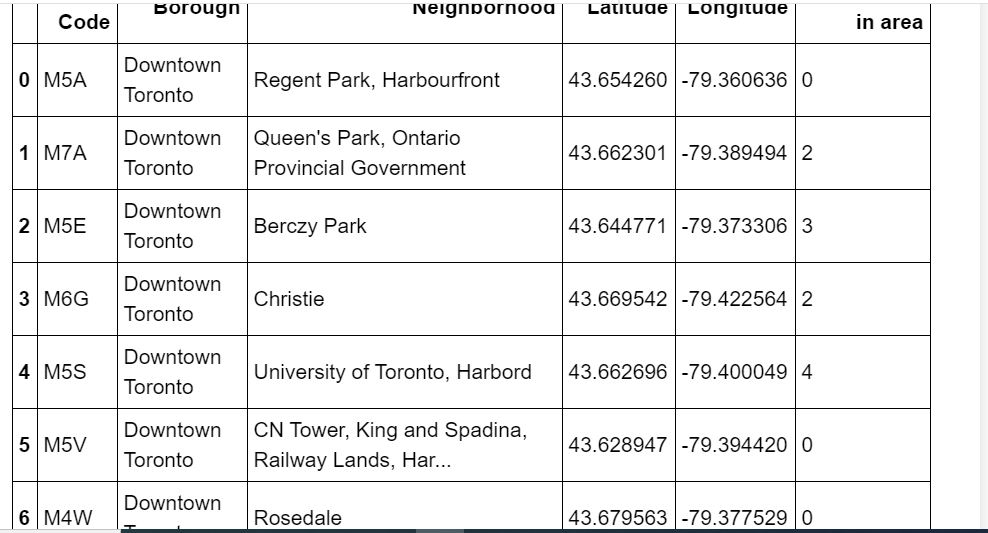 Borough Neighborhood Latitude Longitude
Code in area
0 M5A Downtown Toronto Regent Park, Harbourfront 43.654260 -79.360636 0
1 M7A Downtown Toronto Queen's Park, Ontario Provincial Government 43.662301 -79.389494 2
2 M5E Downtown Toronto Berczy Park 43.644771 -79.373306 3
3 M6G Downtown Toronto Christie 43.669542 -79.422564 2
4 M5S Downtown Toronto University of Toronto, Harbord 43.662696 -79.400049 4
5 M5V Downtown Toronto CN Tower, King and Spadina, Railway Lands, Har... 43.628947 -79.394420 0
6 M4W Downtown Rosedale 43.679563 -79.377529 0